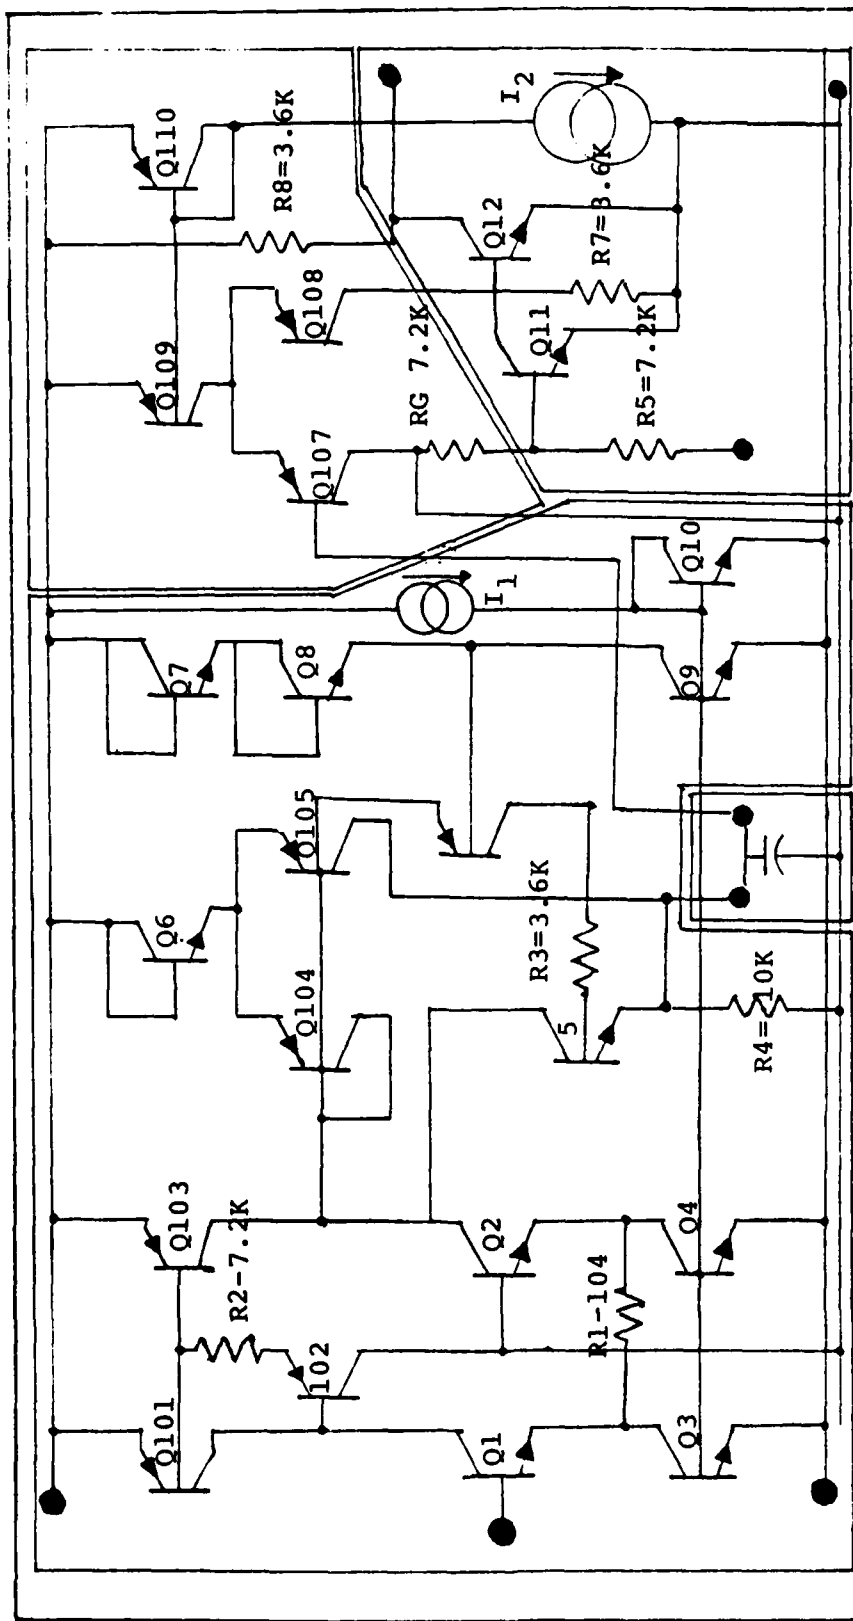 Q101
102
R2-7.2K
Q103
Q104
Q6
Q105
Q7
Q8
I1
Q107
Q109
Q108
Q110
R8=3.6K
Q1
Q2
R1-104
Q3
Q4
5
R3=3.6K
R4= 10K
Q9
Q10
RG 7.2K
Q11
Q12
R5=7.2K
R7=3.6K
I2